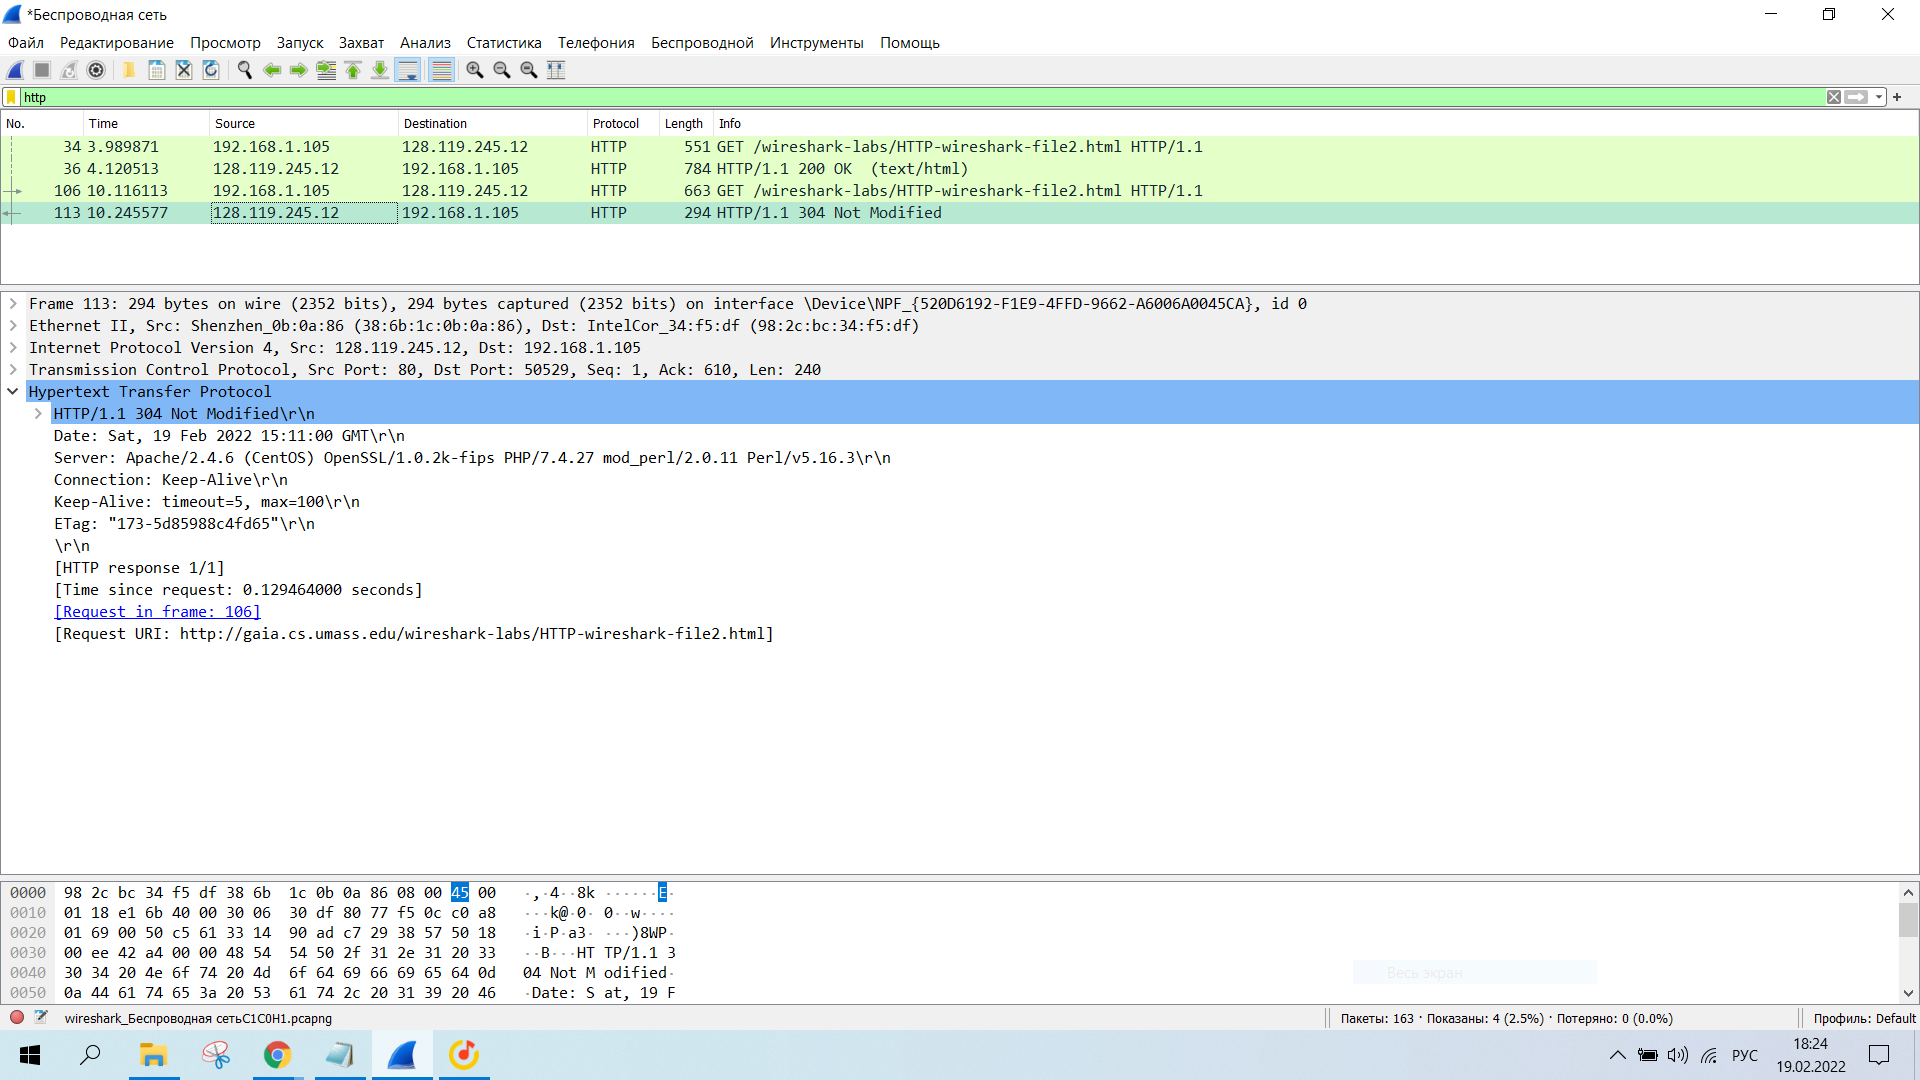 *Беспроводная сеть
Файл Редактирование Просмотр Запуск Захват Анализ Статистика Телефония Беспроводной Инструменты Помощь
http
No. Time Source Destination Protocol Length Info
34 3.989871 192.168.1.105 128.119.245.12 HTTP 551 GET /wireshark-labs/HTTP-wireshark-file2.html HTTP/1.1
36 4.120513 128.119.245.12 192.168.1.105 HTTP 784 HTTP/1.1 200 OK (text/html)
106 10.116113 192.168.1.105 128.119.245.12 HTTP 663 GET /wireshark-labs/HTTP-wireshark-file2.html HTTP/1.1
113 10.245577 128.119.245.12 192.168.1.105 HTTP 294 HTTP/1.1 304 Not Modified
Frame 113: 294 bytes on wire (2352 bits), 294 bytes captured (2352 bits) on interface \Device\NPF_{520D6192-F1E9-4FFD-9662-A6006A0045CA}, id 0
Ethernet II, Src: Shenzhen_0b:0a:86 (38:6b:1c:0b:0a:86), Dst: IntelCor_34:f5:df (98:2c:bc:34:f5:df)
Internet Protocol Version 4, Src: 128.119.245.12, Dst: 192.168.1.105
Transmission Control Protocol, Src Port: 80, Dst Port: 50529, Seq: 1, Ack: 610, Len: 240
Hypertext Transfer Protocol
HTTP/1.1 304 Not Modified\r\n
Date: Sat, 19 Feb 2022 15:11:00 GMT\r\n
Server: Apache/2.4.6 (CentOS) OpenSSL/1.0.2k-fips PHP/7.4.27 mod_perl/2.0.11 Perl/v5.16.3\r\n
Connection: Keep-Alive\r\n
Keep-Alive: timeout=5, max=100\r\n
ETag: "173-5d85988c4fd65"\r\n
\r\n
[HTTP response 1/1]
[Time since request: 0.129464000 seconds]
[Request in frame: 106]
[Request URI: http://gaia.cs.umass.edu/wireshark-labs/HTTP-wireshark-file2.html]
0000 98 2c bc 34 f5 df 38 6b 1c 0b 0a 86 08 00 45 00 ·,·4··8k ······E·
0010 01 18 e1 6b 40 00 30 06 30 df 80 77 f5 0c c0 a8 ···k@·0· 0··w····
0020 01 69 00 50 c5 61 33 14 90 ad c7 29 38 57 50 18 ·i·P·a3· ···)8WP·
0030 00 ee 42 a4 00 00 48 54 54 50 2f 31 2e 31 20 33 ··B···HT TP/1.1 3
0040 30 34 20 4e 6f 74 20 4d 6f 64 69 66 69 65 64 0d 04 Not M odified·
0050 0a 44 61 74 65 3a 20 53 61 74 2c 20 31 39 20 46 ·Date: S at, 19 F
Весь экран
wireshark_Беспроводная сетьC1C0H1.pcapng
Пакеты: 163 · Показаны: 4 (2.5%) · Потеряно: 0 (0.0%)
Профиль: Default
РУС
18:24
19.02.2022